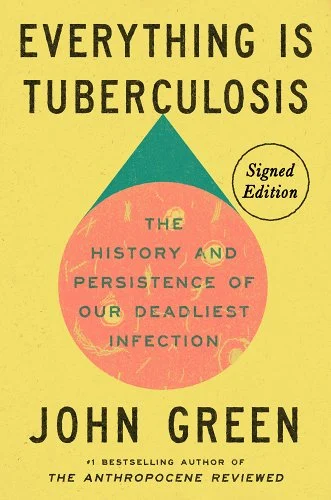 EVERYTHING IS
TUBERCULOSIS
Signed
Edition
THE
HISTORY AND
PERSISTENCE OF
OUR DEADLIEST
INFECTION
JOHN GREEN
#1 BESTSELLING AUTHOR OF
THE ANTHROPOCENE REVIEWED